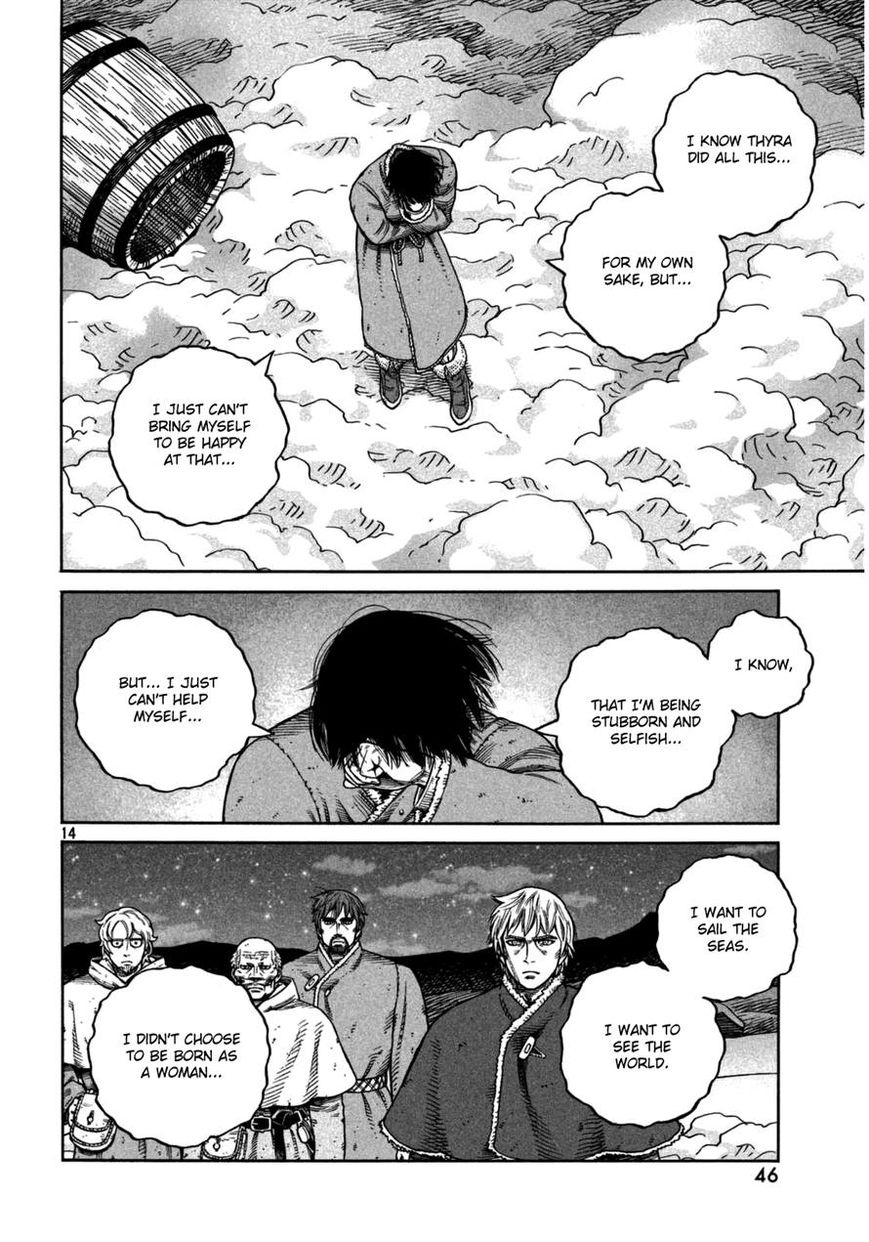 I KNOW THYRA
DID ALL THIS...
FOR MY OWN
SAKE, BUT...
I JUST CAN'T
BRING MYSELF
TO BE HAPPY
AT THAT...
I KNOW,
THAT I'M BEING
STUBBORN AND
SELFISH...
BUT... I JUST
CAN'T HELP
MYSELF...
14
I WANT TO
SAIL THE
SEAS.
I WANT TO
SEE THE
WORLD.
I DIDN'T CHOOSE
TO BE BORN AS
A WOMAN...
46